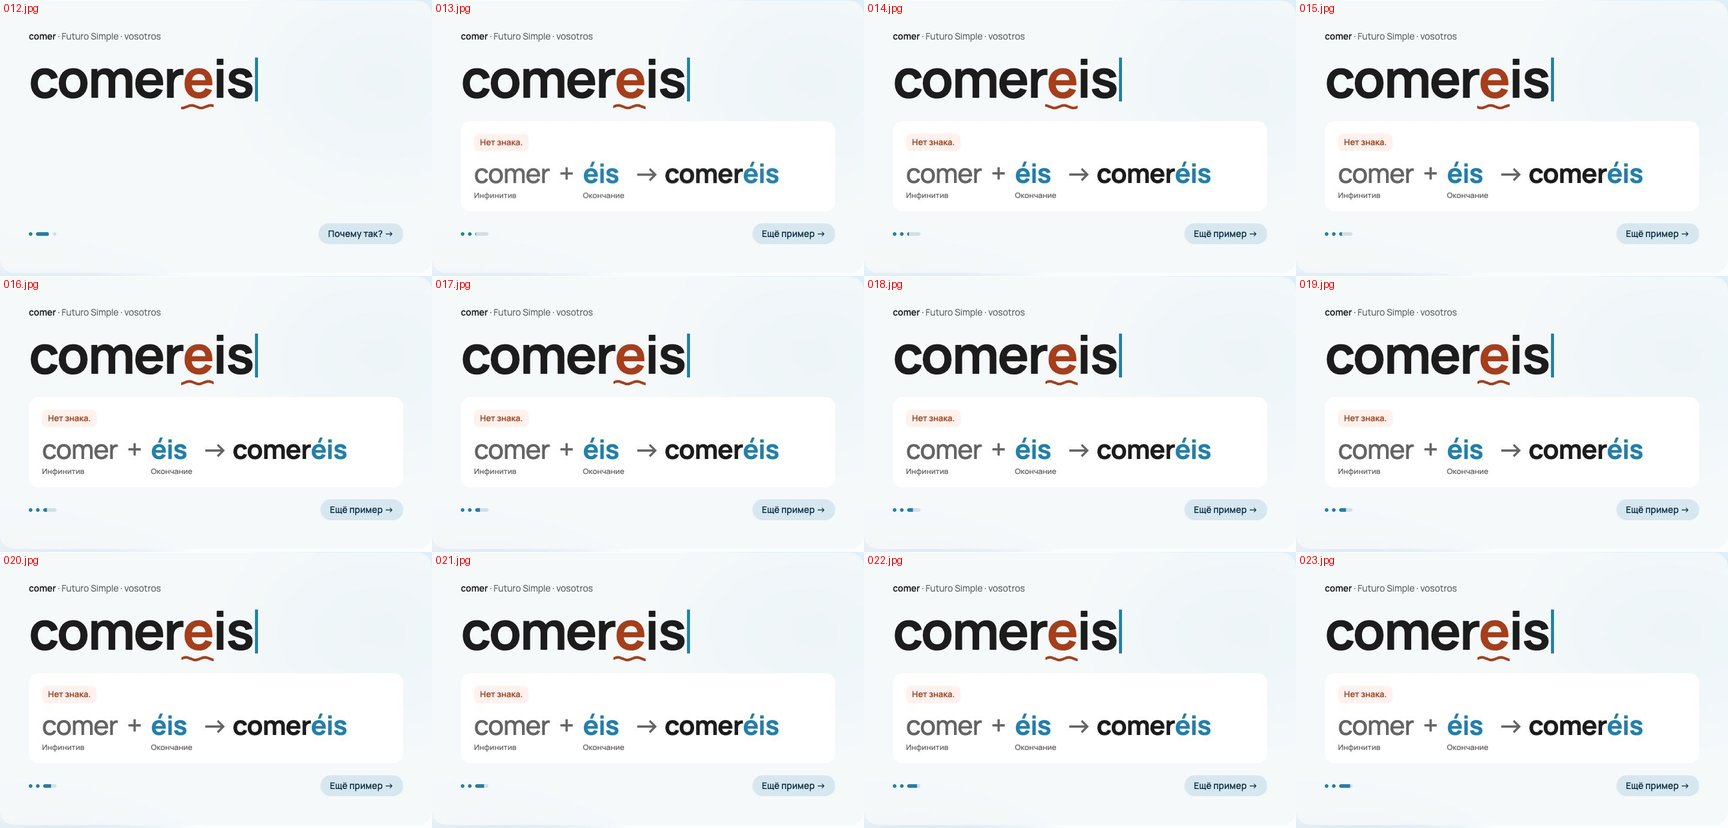 012.jpg
comer · Futuro Simple · vosotros
comereis
Почему так? →
013.jpg
comer · Futuro Simple · vosotros
comereis
Нет знака.
comer + éis → comeréis
Инфинитив Окончание
Ещё пример →
014.jpg
comer · Futuro Simple · vosotros
comereis
Нет знака.
comer + éis → comeréis
Инфинитив Окончание
Ещё пример →
015.jpg
comer · Futuro Simple · vosotros
comereis
Нет знака.
comer + éis → comeréis
Инфинитив Окончание
Ещё пример →
016.jpg
comer · Futuro Simple · vosotros
comereis
Нет знака.
comer + éis → comeréis
Инфинитив Окончание
Ещё пример →
017.jpg
comer · Futuro Simple · vosotros
comereis
Нет знака.
comer + éis → comeréis
Инфинитив Окончание
Ещё пример →
018.jpg
comer · Futuro Simple · vosotros
comereis
Нет знака.
comer + éis → comeréis
Инфинитив Окончание
Ещё пример →
019.jpg
comer · Futuro Simple · vosotros
comereis
Нет знака.
comer + éis → comeréis
Инфинитив Окончание
Ещё пример →
020.jpg
comer · Futuro Simple · vosotros
comereis
Нет знака.
comer + éis → comeréis
Инфинитив Окончание
Ещё пример →
021.jpg
comer · Futuro Simple · vosotros
comereis
Нет знака.
comer + éis → comeréis
Инфинитив Окончание
Ещё пример →
022.jpg
comer · Futuro Simple · vosotros
comereis
Нет знака.
comer + éis → comeréis
Инфинитив Окончание
Ещё пример →
023.jpg
comer · Futuro Simple · vosotros
comereis
Нет знака.
comer + éis → comeréis
Инфинитив Окончание
Ещё пример →